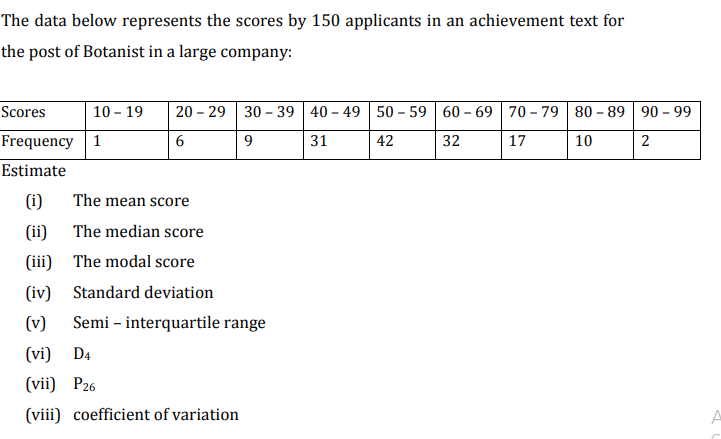 The data below represents the scores by 150 applicants in an achievement text for
the post of Botanist in a large company:
Scores 10 – 19 20 – 29 30 – 39 40 – 49 50 – 59 60 – 69 70 – 79 80 – 89 90 – 99
Frequency 1 6 9 31 42 32 17 10 2
Estimate
(i) The mean score
(ii) The median score
(iii) The modal score
(iv) Standard deviation
(v) Semi – interquartile range
(vi) D4
(vii) P26
(viii) coefficient of variation